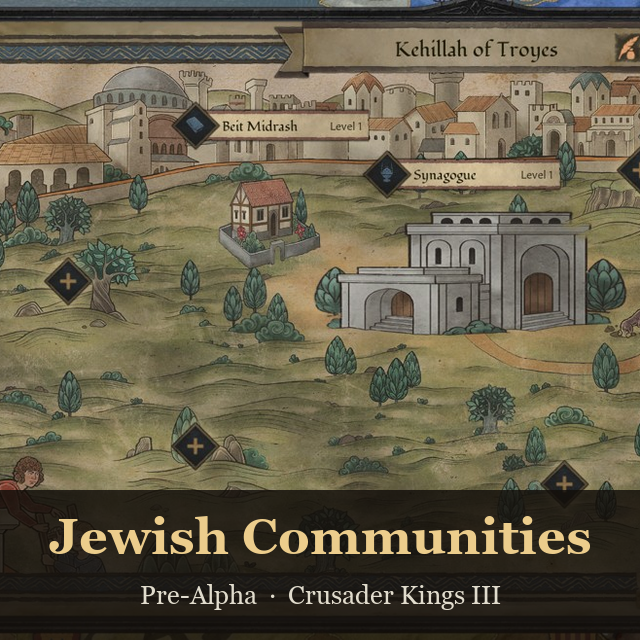 Kehillah of Troyes
Beit Midrash Level 1
Synagogue Level 1
Jewish Communities
Pre-Alpha · Crusader Kings III